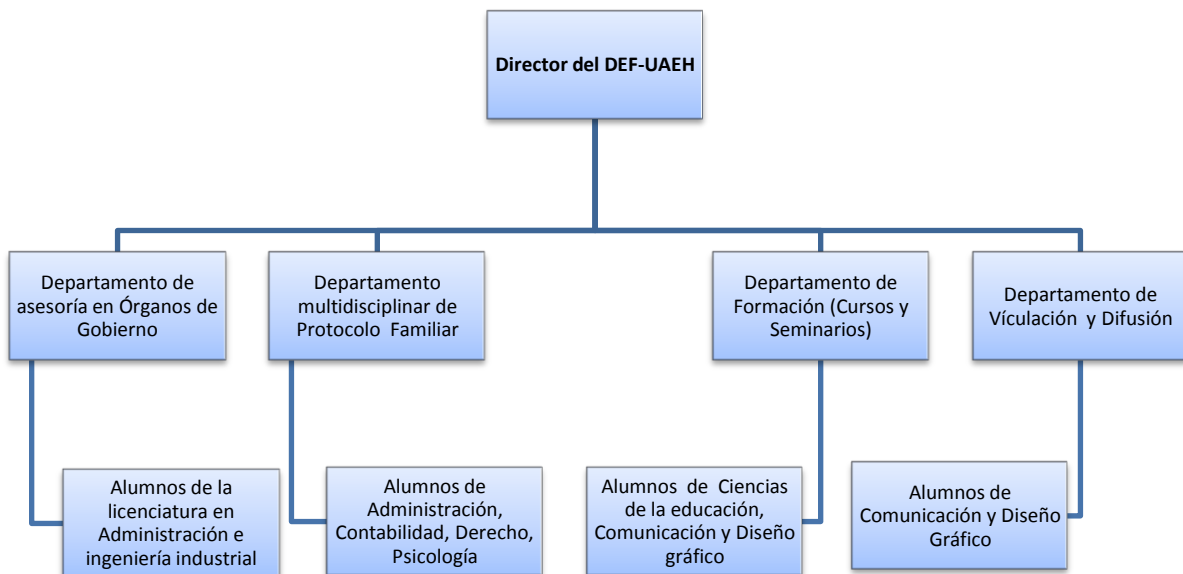 Director del DEF-UAEH
Departamento de
asesoría en Órganos de
Gobierno
Departamento
multidisciplinar de
Protocolo Familiar
Departamento de
Formación (Cursos y
Seminarios)
Departamento de
Vículación y Difusión
Alumnos de la
licenciatura en
Administración e
ingeniería industrial
Alumnos de
Administración,
Contabilidad, Derecho,
Psicología
Alumnos de Ciencias
de la educación,
Comunicación y Diseño
gráfico
Alumnos de
Comunicación y Diseño
Gráfico